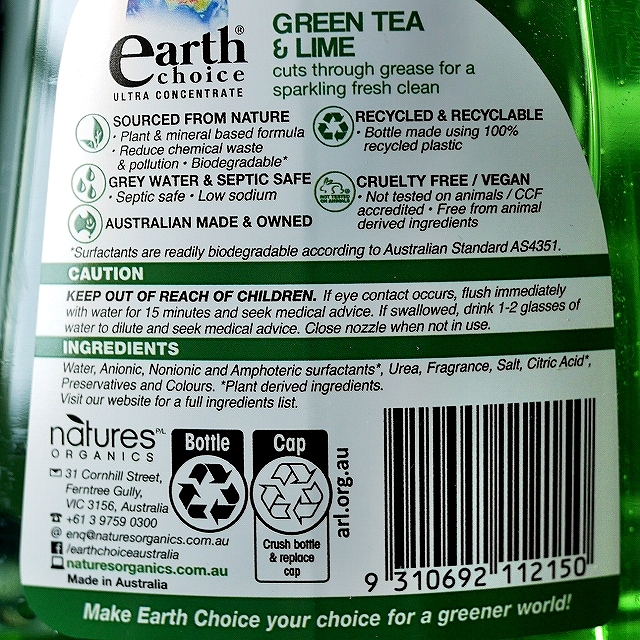 earth®
choice
ULTRA CONCENTRATE
GREEN TEA
& LIME
cuts through grease for a
sparkling fresh clean
SOURCED FROM NATURE
• Plant & mineral based formula
• Reduce chemical waste
& pollution • Biodegradable*
RECYCLED & RECYCLABLE
• Bottle made using 100%
recycled plastic
GREY WATER & SEPTIC SAFE
• Septic safe • Low sodium
NOT TESTED
ON ANIMALS
CRUELTY FREE / VEGAN
• Not tested on animals / CCF
accredited • Free from animal
derived ingredients
AUSTRALIAN MADE & OWNED
*Surfactants are readily biodegradable according to Australian Standard AS4351.
CAUTION
KEEP OUT OF REACH OF CHILDREN. If eye contact occurs, flush immediately
with water for 15 minutes and seek medical advice. If swallowed, drink 1-2 glasses of
water to dilute and seek medical advice. Close nozzle when not in use.
INGREDIENTS
Water, Anionic, Nonionic and Amphoteric surfactants*, Urea, Fragrance, Salt, Citric Acid*,
Preservatives and Colours. *Plant derived ingredients.
Visit our website for a full ingredients list.
natures P/L
ORGANICS
31 Cornhill Street,
Ferntree Gully,
VIC 3156, Australia
+61 3 9759 0300
@ enq@naturesorganics.com.au
f /earthchoiceaustralia
naturesorganics.com.au
Made in Australia
Bottle
Cap
Crush bottle
& replace
cap
arl.org.au
9 310692 112150
Make Earth Choice your choice for a greener world!